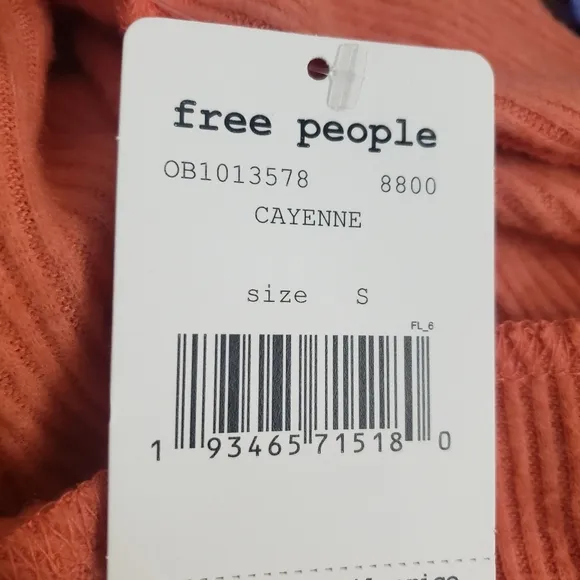 free people
OB1013578 8800
CAYENNE
size S
FL_6
1 93465 71518 0